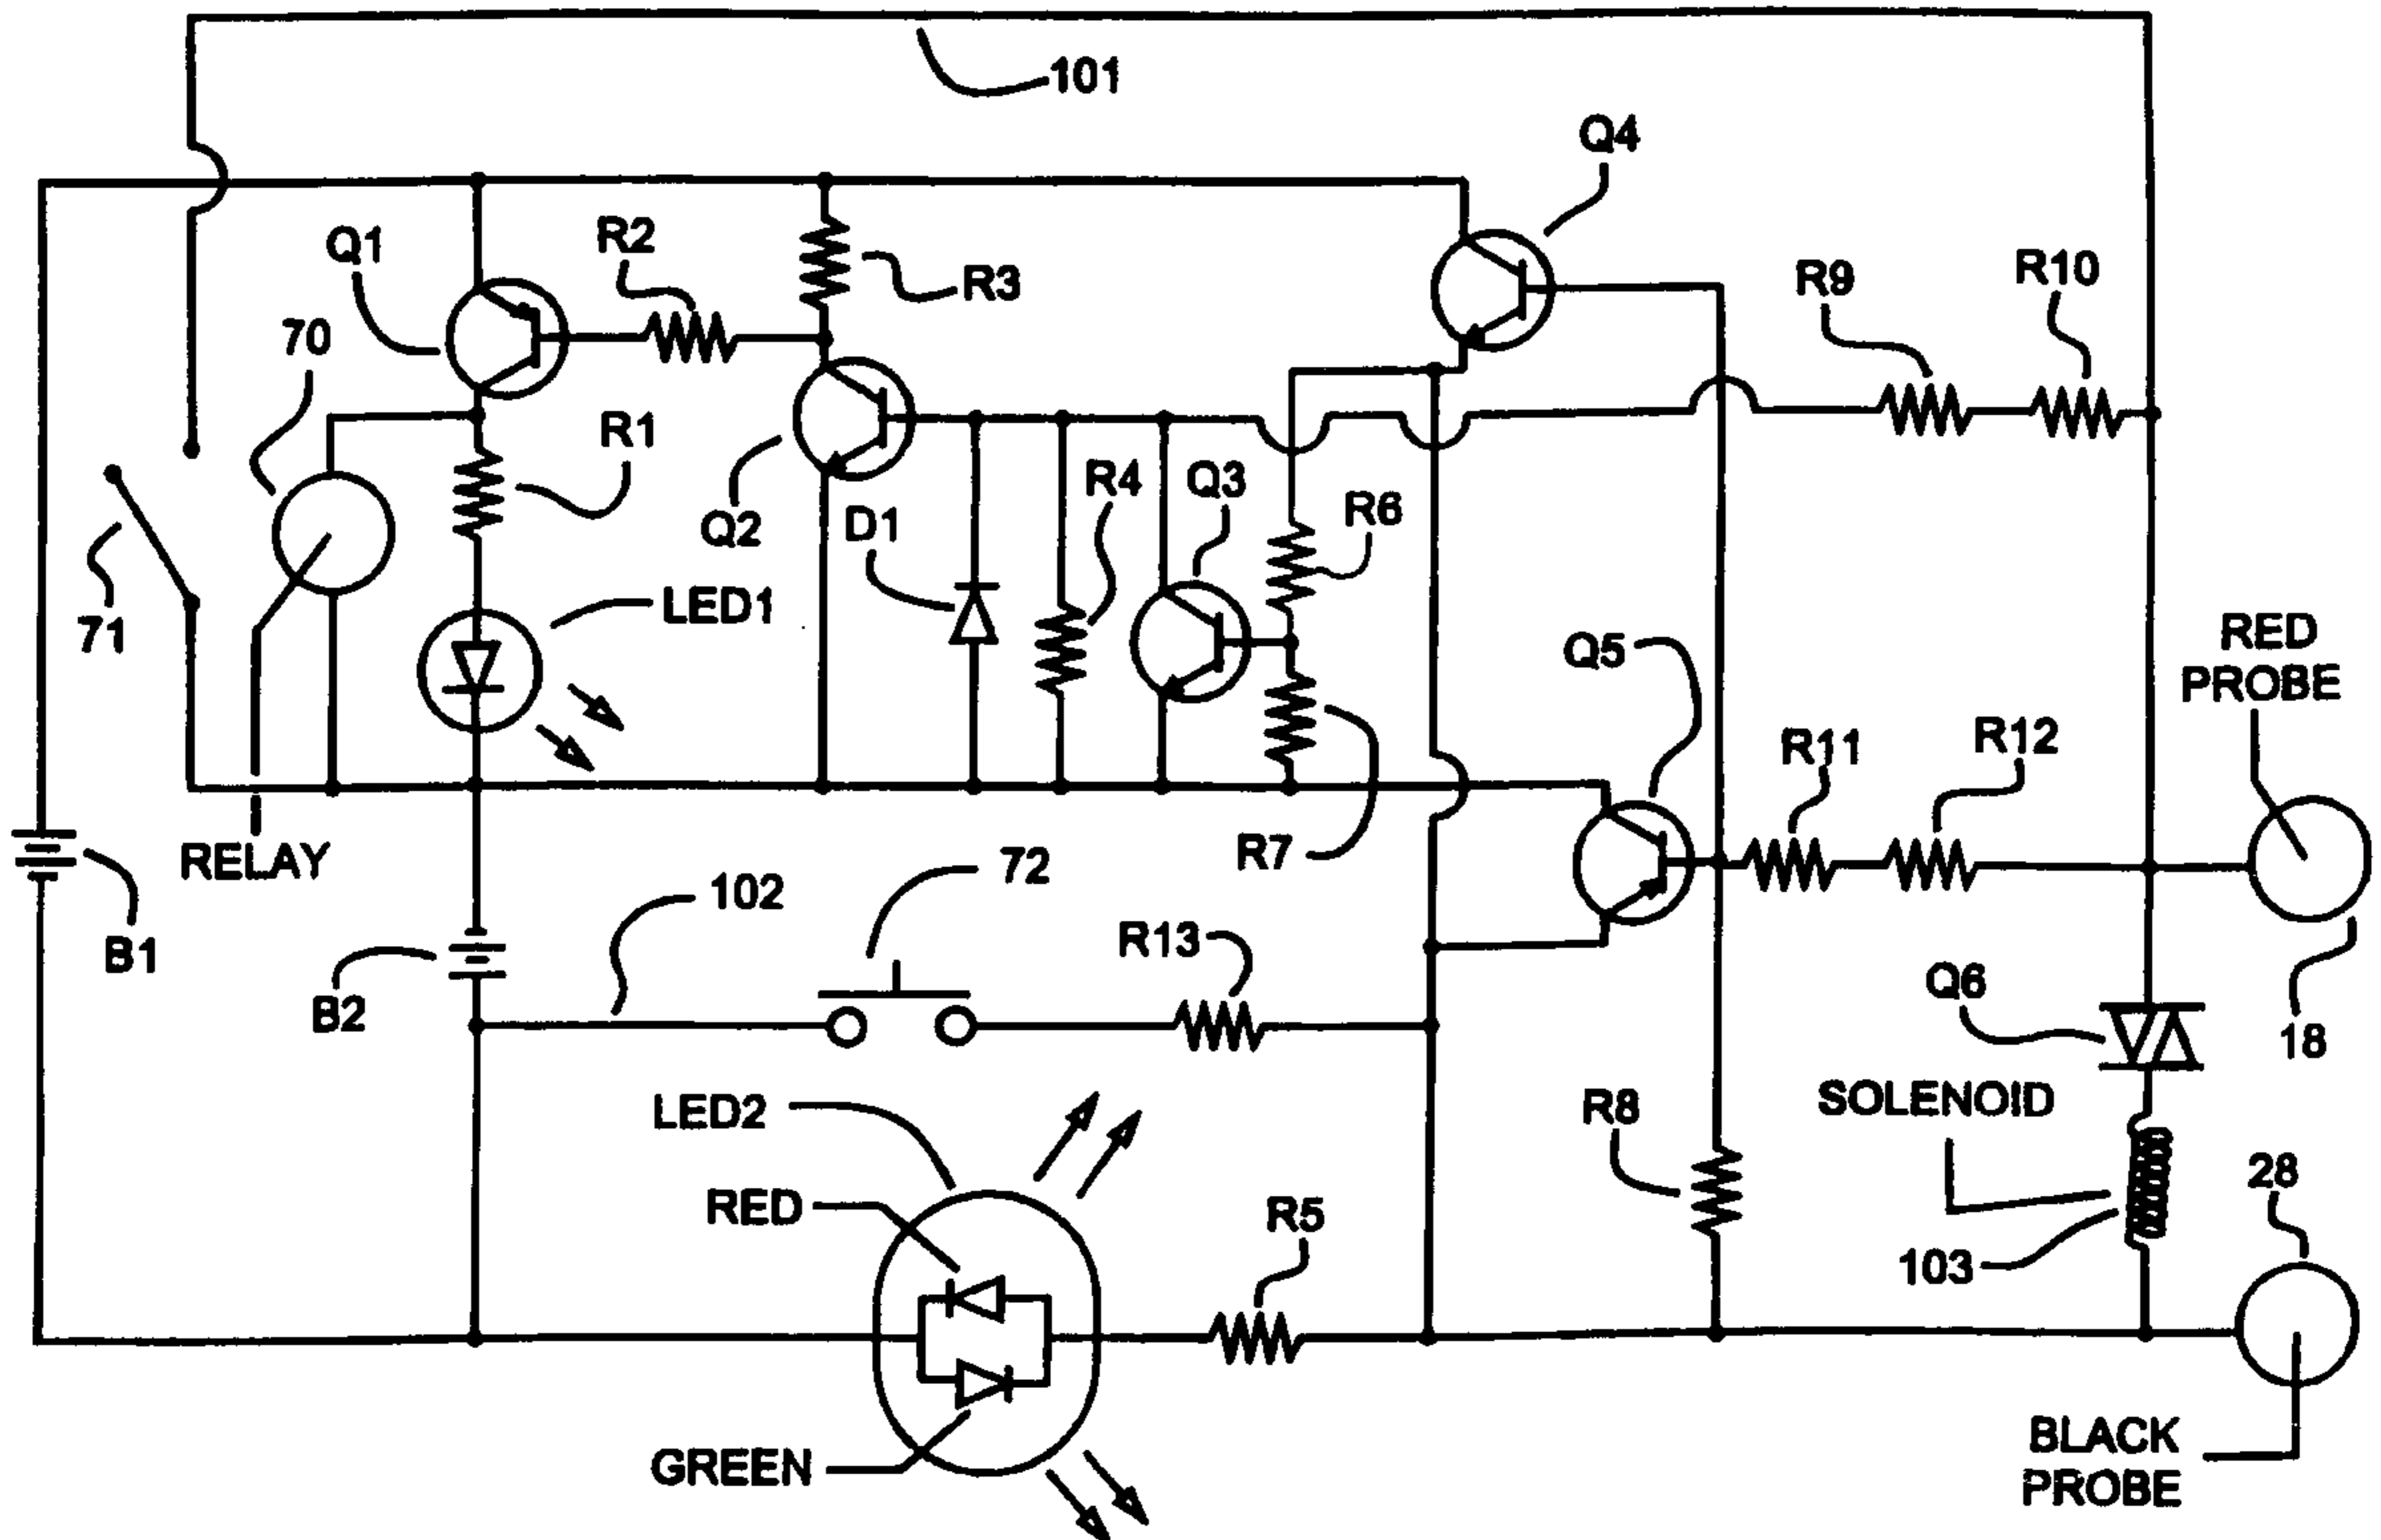 101
Q4
Q1
R2
R3
R9
R10
70
R1
Q2
D1
R4
Q3
R6
71
LED1
Q5
RED
PROBE
R11
R12
RELAY
R7
B1
102
72
R13
B2
Q6
18
SOLENOID
LED2
R8
RED
R5
28
103
GREEN
BLACK
PROBE